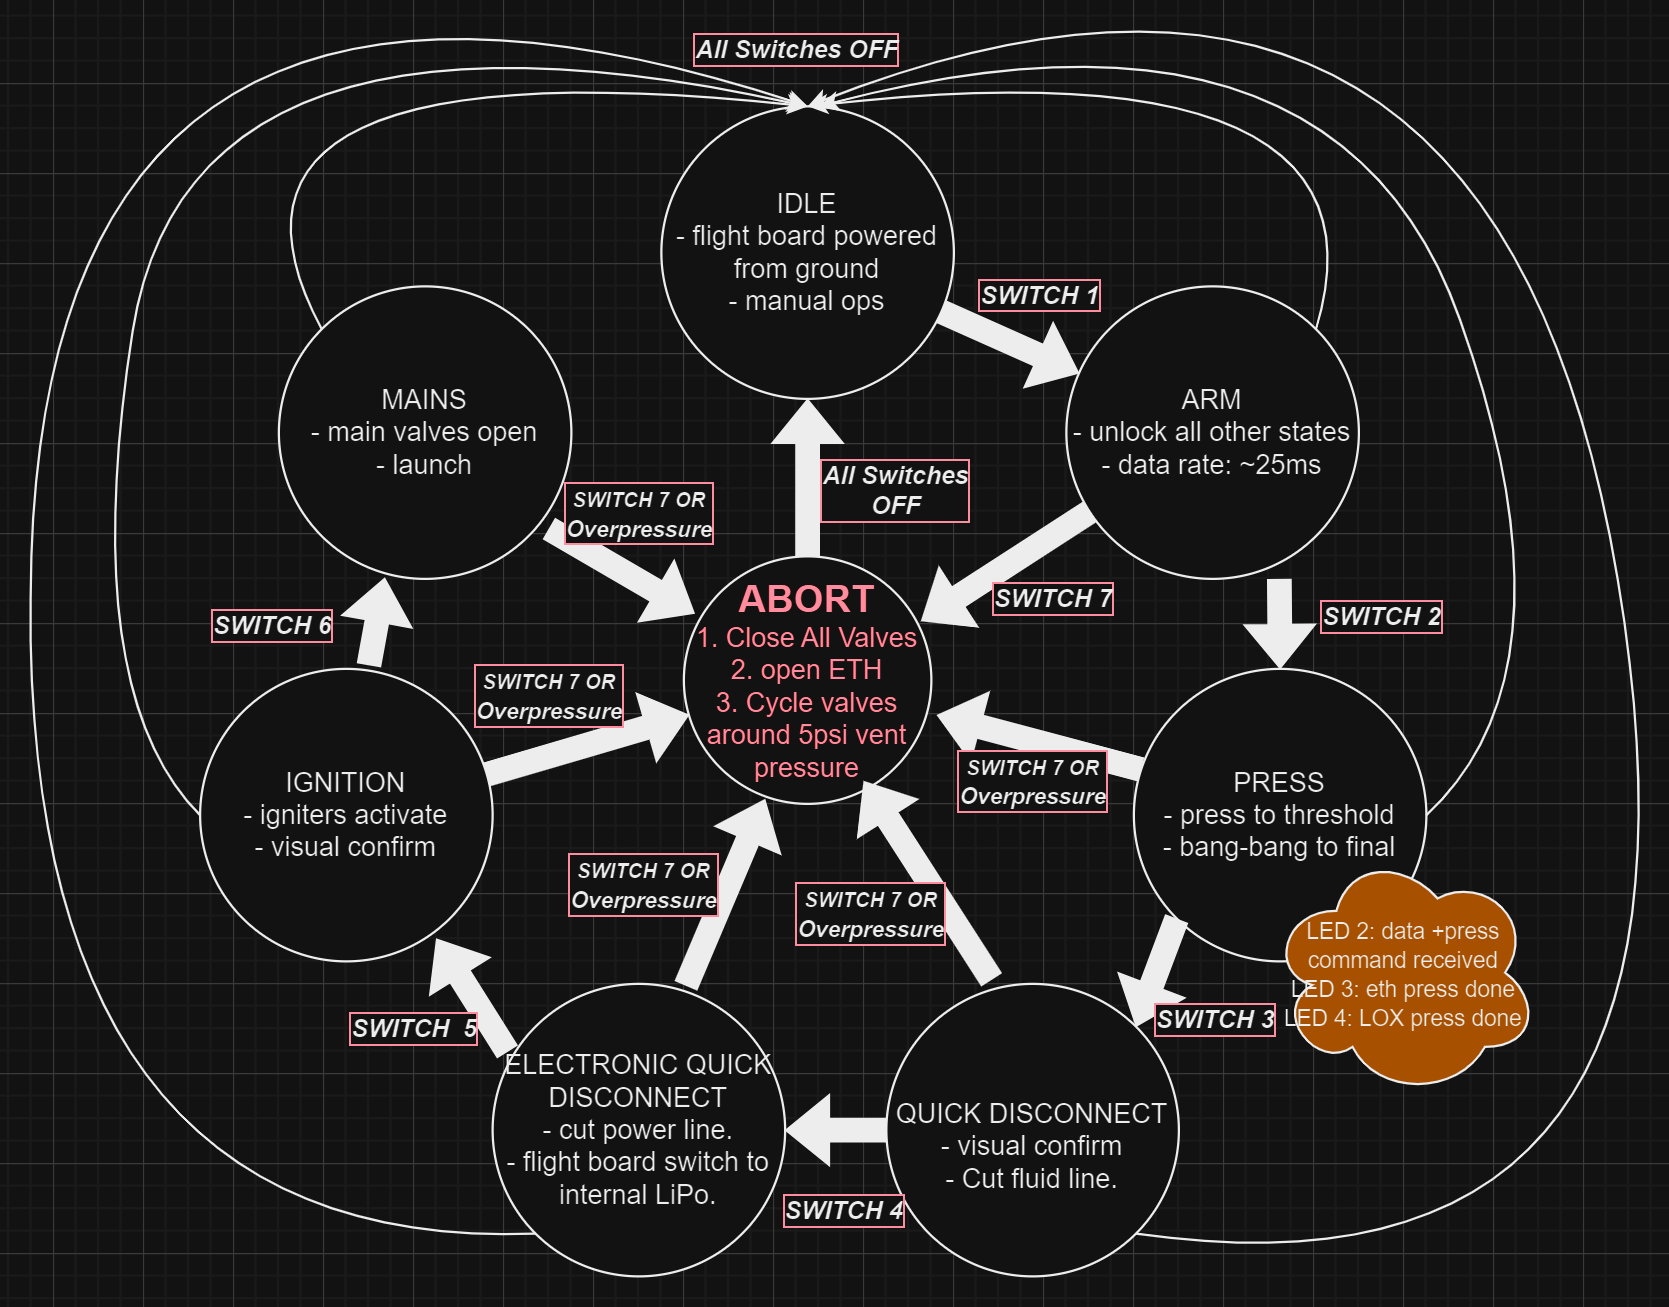 All Switches OFF
IDLE
- flight board powered
from ground
- manual ops
SWITCH 1
MAINS
- main valves open
- launch
ARM
- unlock all other states
- data rate: ~25ms
All Switches
OFF
SWITCH 7 OR
Overpressure
SWITCH 7
SWITCH 6
SWITCH 2
ABORT
1. Close All Valves
2. open ETH
3. Cycle valves
around 5psi vent
pressure
SWITCH 7 OR
Overpressure
SWITCH 7 OR
Overpressure
IGNITION
- igniters activate
- visual confirm
PRESS
- press to threshold
- bang-bang to final
LED 2: data +press
command received
LED 3: eth press done
LED 4: LOX press done
SWITCH 7 OR
Overpressure
SWITCH 7 OR
Overpressure
SWITCH 5
SWITCH 3
ELECTRONIC QUICK
DISCONNECT
- cut power line.
- flight board switch to
internal LiPo.
QUICK DISCONNECT
- visual confirm
- Cut fluid line.
SWITCH 4